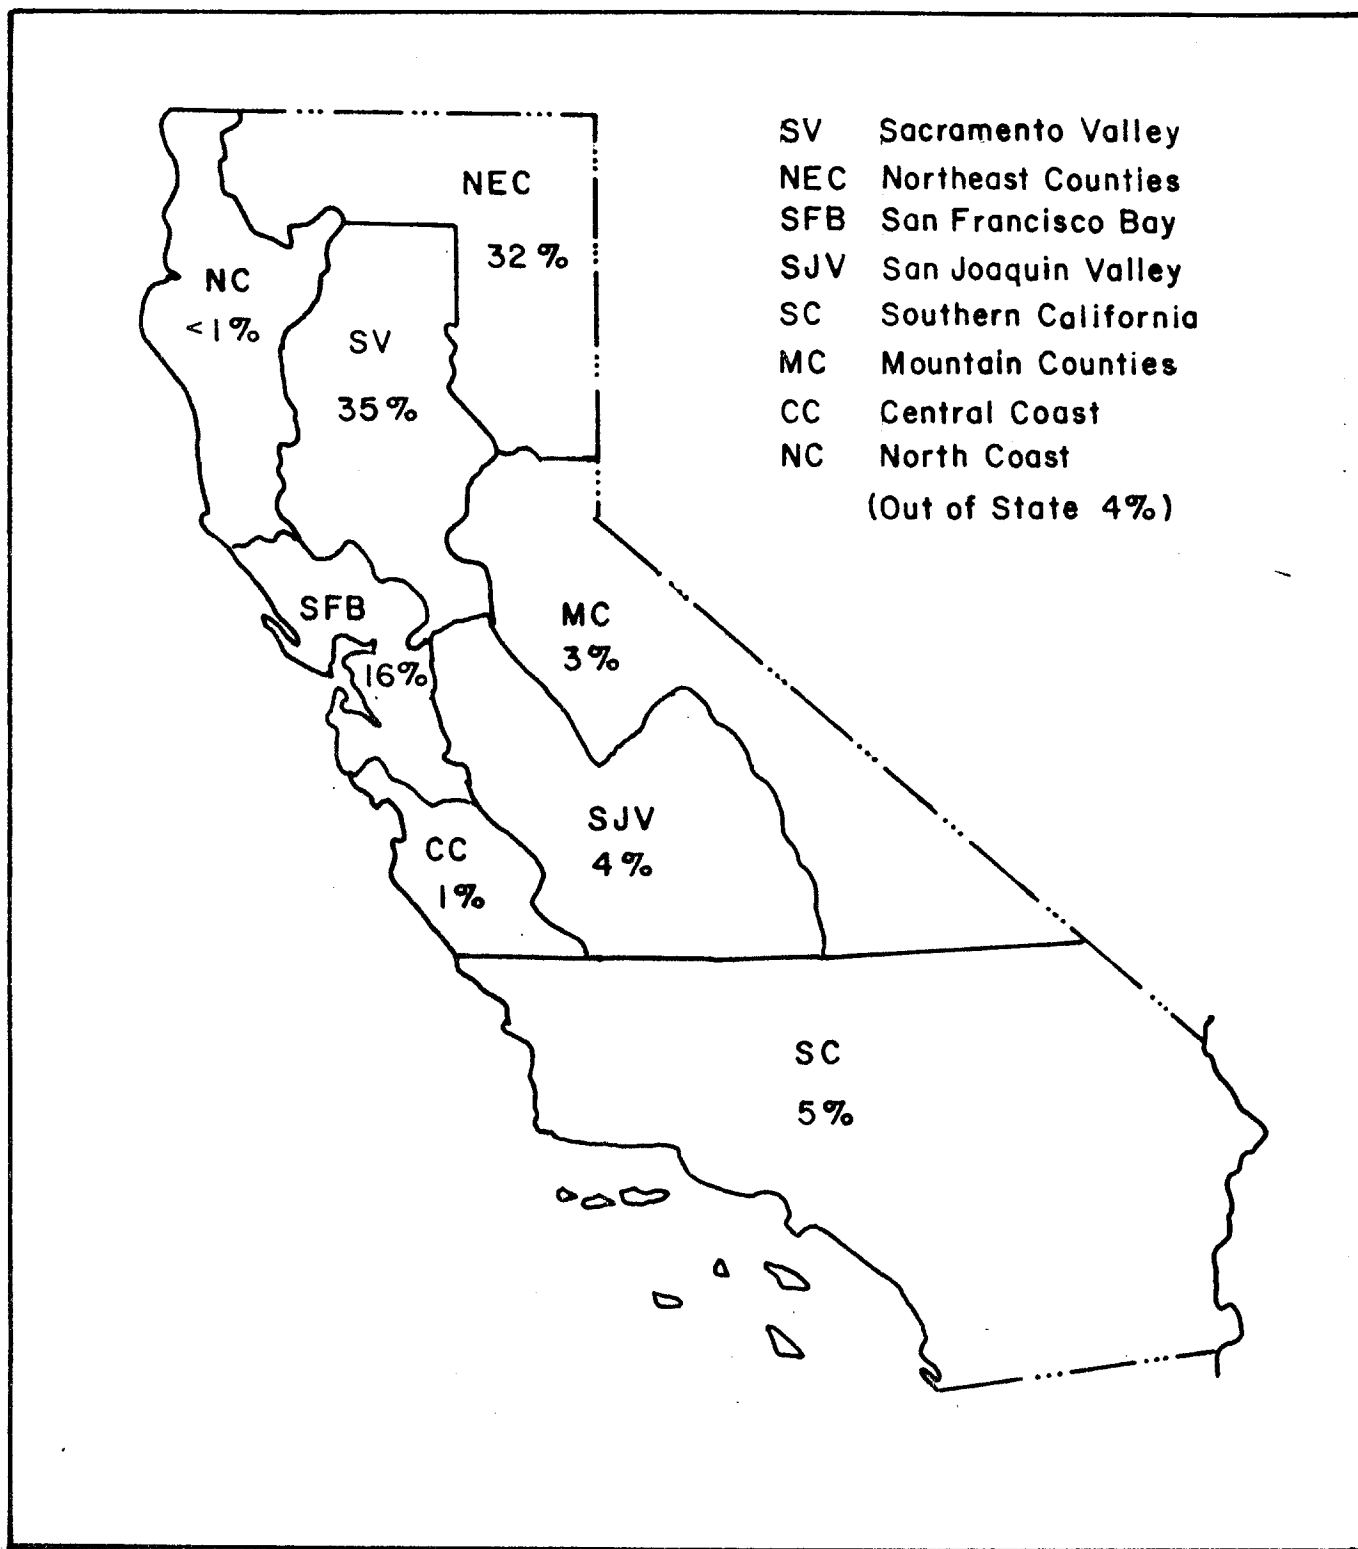 SV Sacramento Valley
NEC Northeast Counties
SFB San Francisco Bay
SJV San Joaquin Valley
SC Southern California
MC Mountain Counties
CC Central Coast
NC North Coast
(Out of State 4%)
NEC
32%
NC
<1%
SV
35%
SFB
16%
MC
3%
SJV
4%
CC
1%
SC
5%